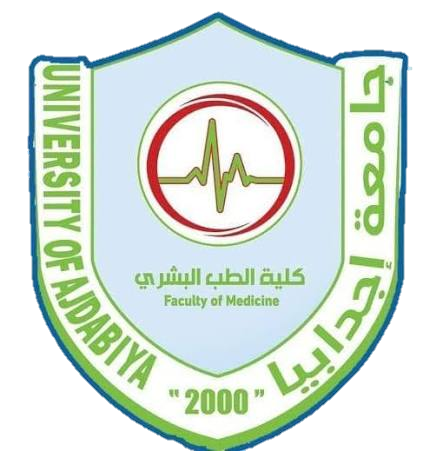 UNIVERSITY OF AJDABIYA
جامعة إجدابيا
كلية الطب البشري
Faculty of Medicine
" 2000 "